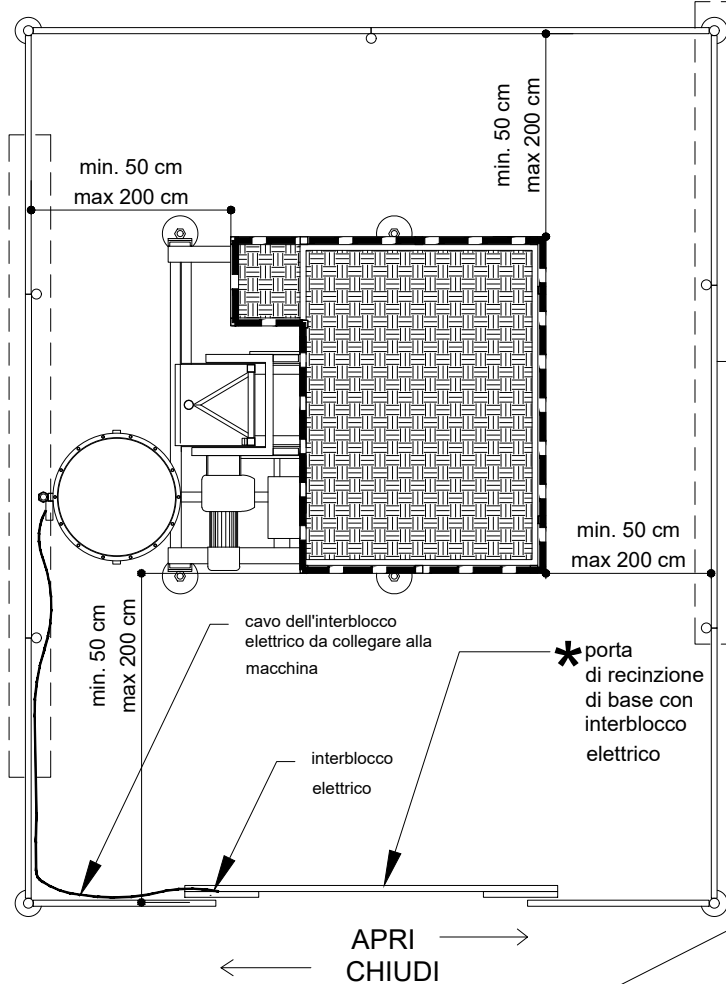 min. 50 cm
max 200 cm
min. 50 cm
max 200 cm
min. 50 cm
max 200 cm
min. 50 cm
max 200 cm
cavo dell'interblocco
elettrico da collegare alla
macchina
* porta
di recinzione
di base con
interblocco
elettrico
interblocco
elettrico
APRI
CHIUDI